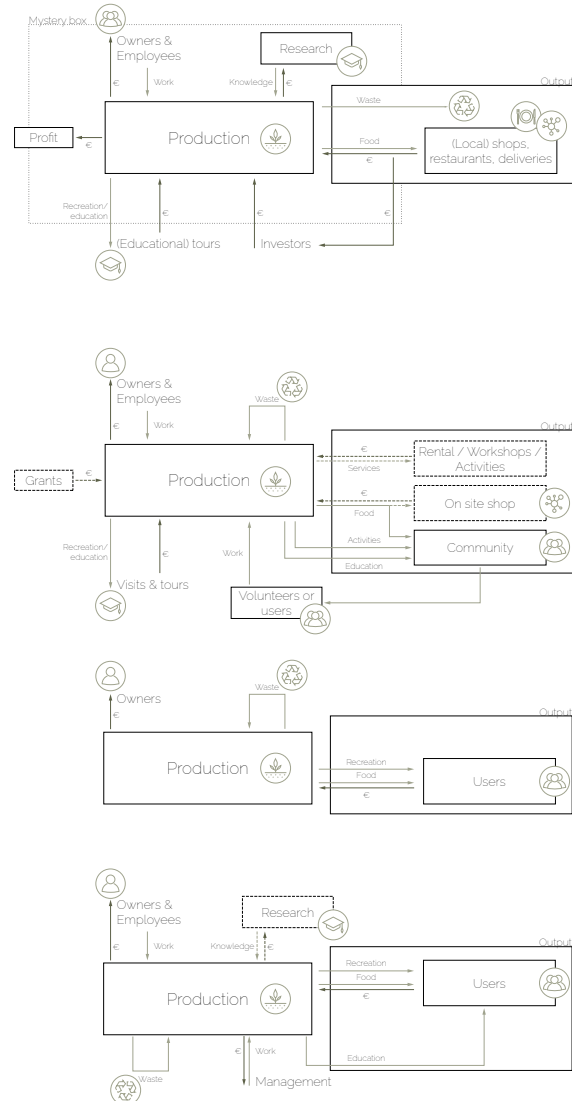 Mystery box
Owners &
Employees
€
Work
Research
Knowledge
€
Output
Waste
Production
Food
€
(Local) shops,
restaurants, deliveries
Profit
€
Recreation/
education
€
€
€
(Educational) tours
Investors
Owners &
Employees
€
Work
Waste
Output
Production
€
Services
Rental / Workshops /
Activities
Grants
€
€
Food
On site shop
Activities
Education
Community
Recreation/
education
€
Work
Visits & tours
Volunteers or
users
Owners
€
Waste
Output
Production
Recreation
Food
€
Users
Owners &
Employees
€
Work
Research
Knowledge
€
Output
Production
Recreation
Food
€
Users
€
Work
Education
Waste
Management